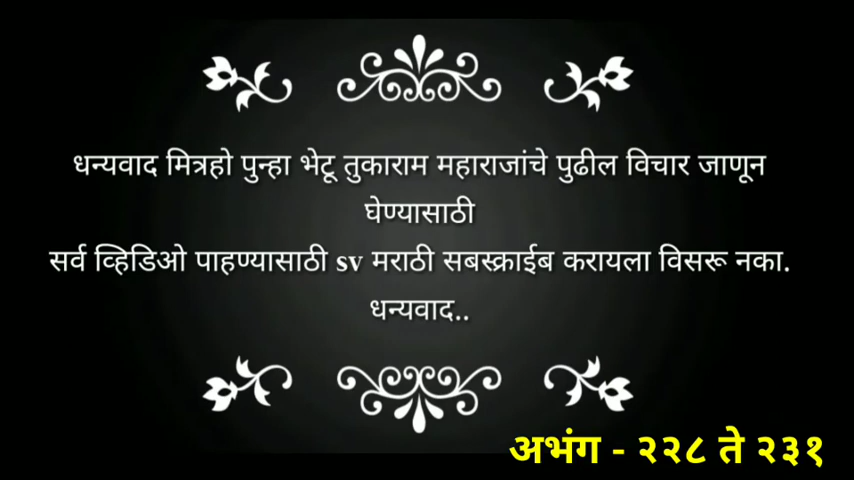 धन्यवाद मित्रहो पुन्हा भेटू तुकाराम महाराजांचे पुढील विचार जाणून
घेण्यासाठी
सर्व व्हिडिओ पाहण्यासाठी sv मराठी सबस्क्राईब करायला विसरू नका.
धन्यवाद..
अभंग - २२८ ते २३१